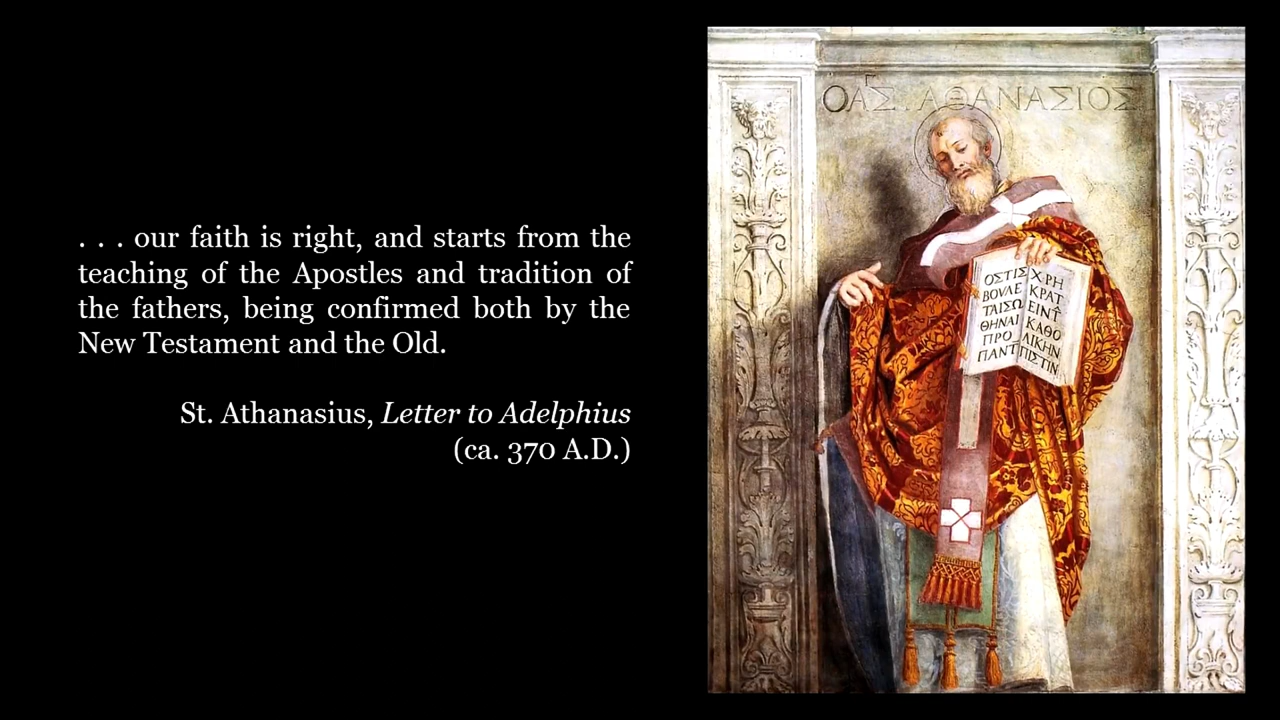 . . . our faith is right, and starts from the
teaching of the Apostles and tradition of
the fathers, being confirmed both by the
New Testament and the Old.
St. Athanasius, Letter to Adelphius
(ca. 370 A.D.)
ὉΑΣ. ΑΘΑΝΑΣΙΟΣ
ΟΣΤΙΣ
ΒΟΥΛΕ
ΤΑΙΣΩ
ΘΗΝΑΙ
ΠΡΟ
ΠΑΝΤ
ΧΡΗ
ΚΡΑΤ
ΕΙΝΤ̂
ΚΑΘΟ
ΛΙΚΗΝ
ΠΙΣΤΙΝ